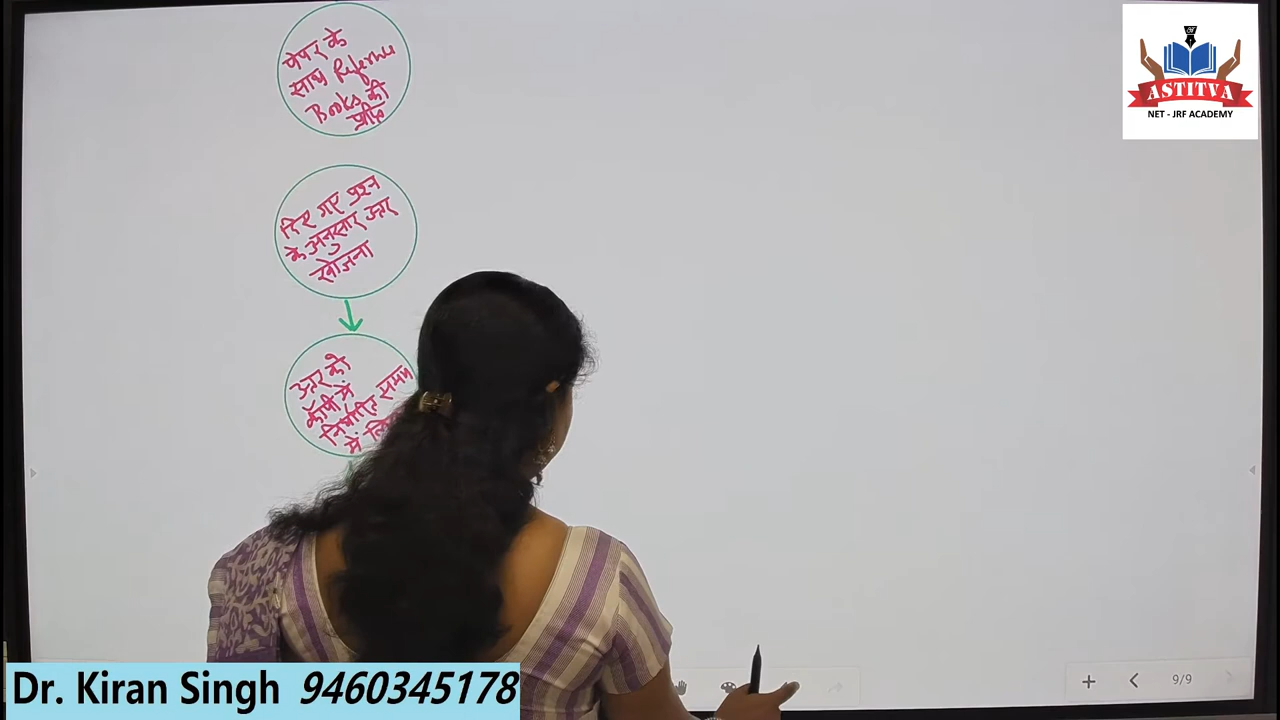 पेपर के
साथ Refernce
Books की
प्राप्ति
दिए गए प्रश्न
के अनुसार उत्तर
खोजना
उत्तर को
कॉपी में
निर्धारित समय
में
ASTITVA
NET - JRF ACADEMY
9/9
Dr. Kiran Singh 9460345178